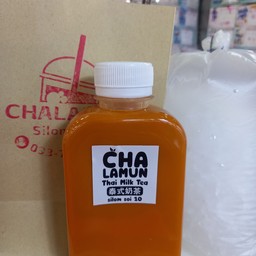 CHALA
Silom
CHA
LAMUN
Thai Milk Tea
泰式奶茶
silom soi 10